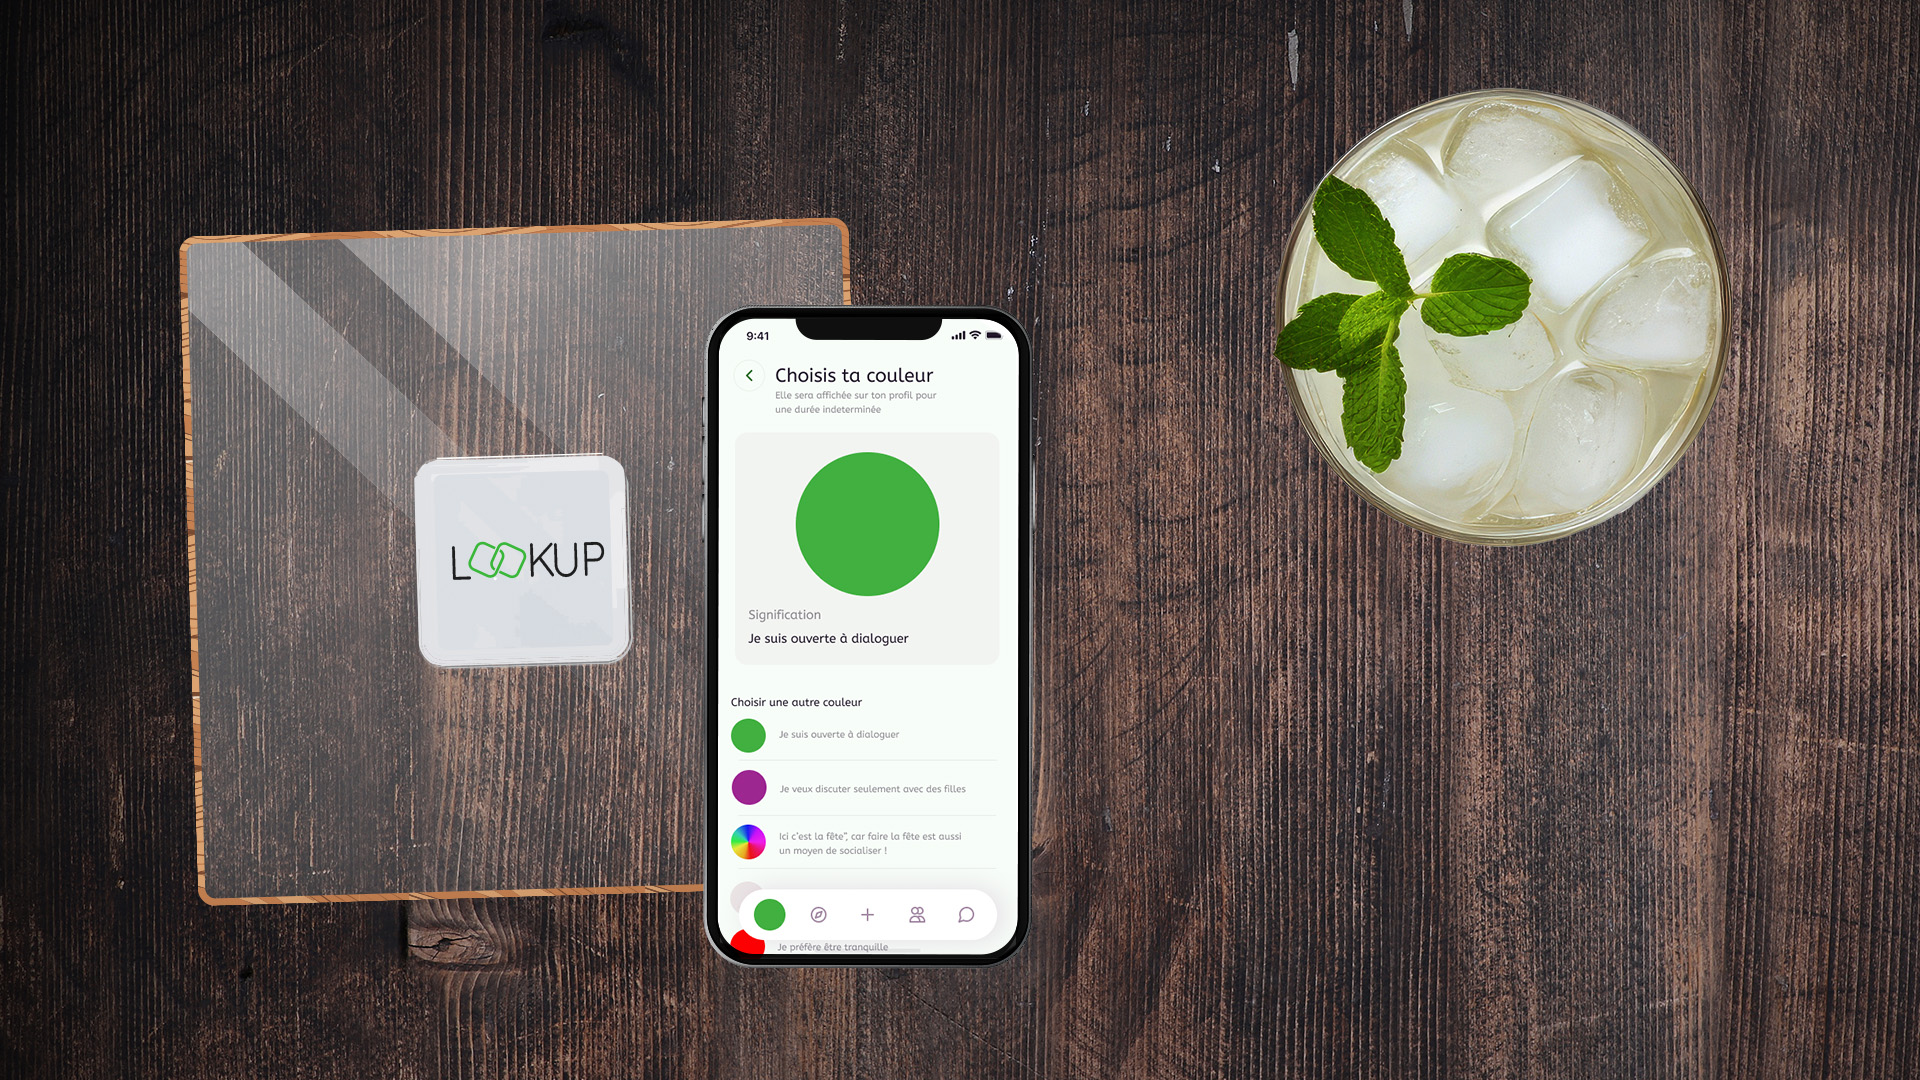 LOOKUP
9:41
Choisis ta couleur
Elle sera affichée sur ton profil pour
une durée indeterminée
Signification
Je suis ouverte à dialoguer
Choisir une autre couleur
Je suis ouverte à dialoguer
Je veux discuter seulement avec des filles
Ici c'est la fête", car faire la fête est aussi
un moyen de socialiser !
Je préfère être tranquille